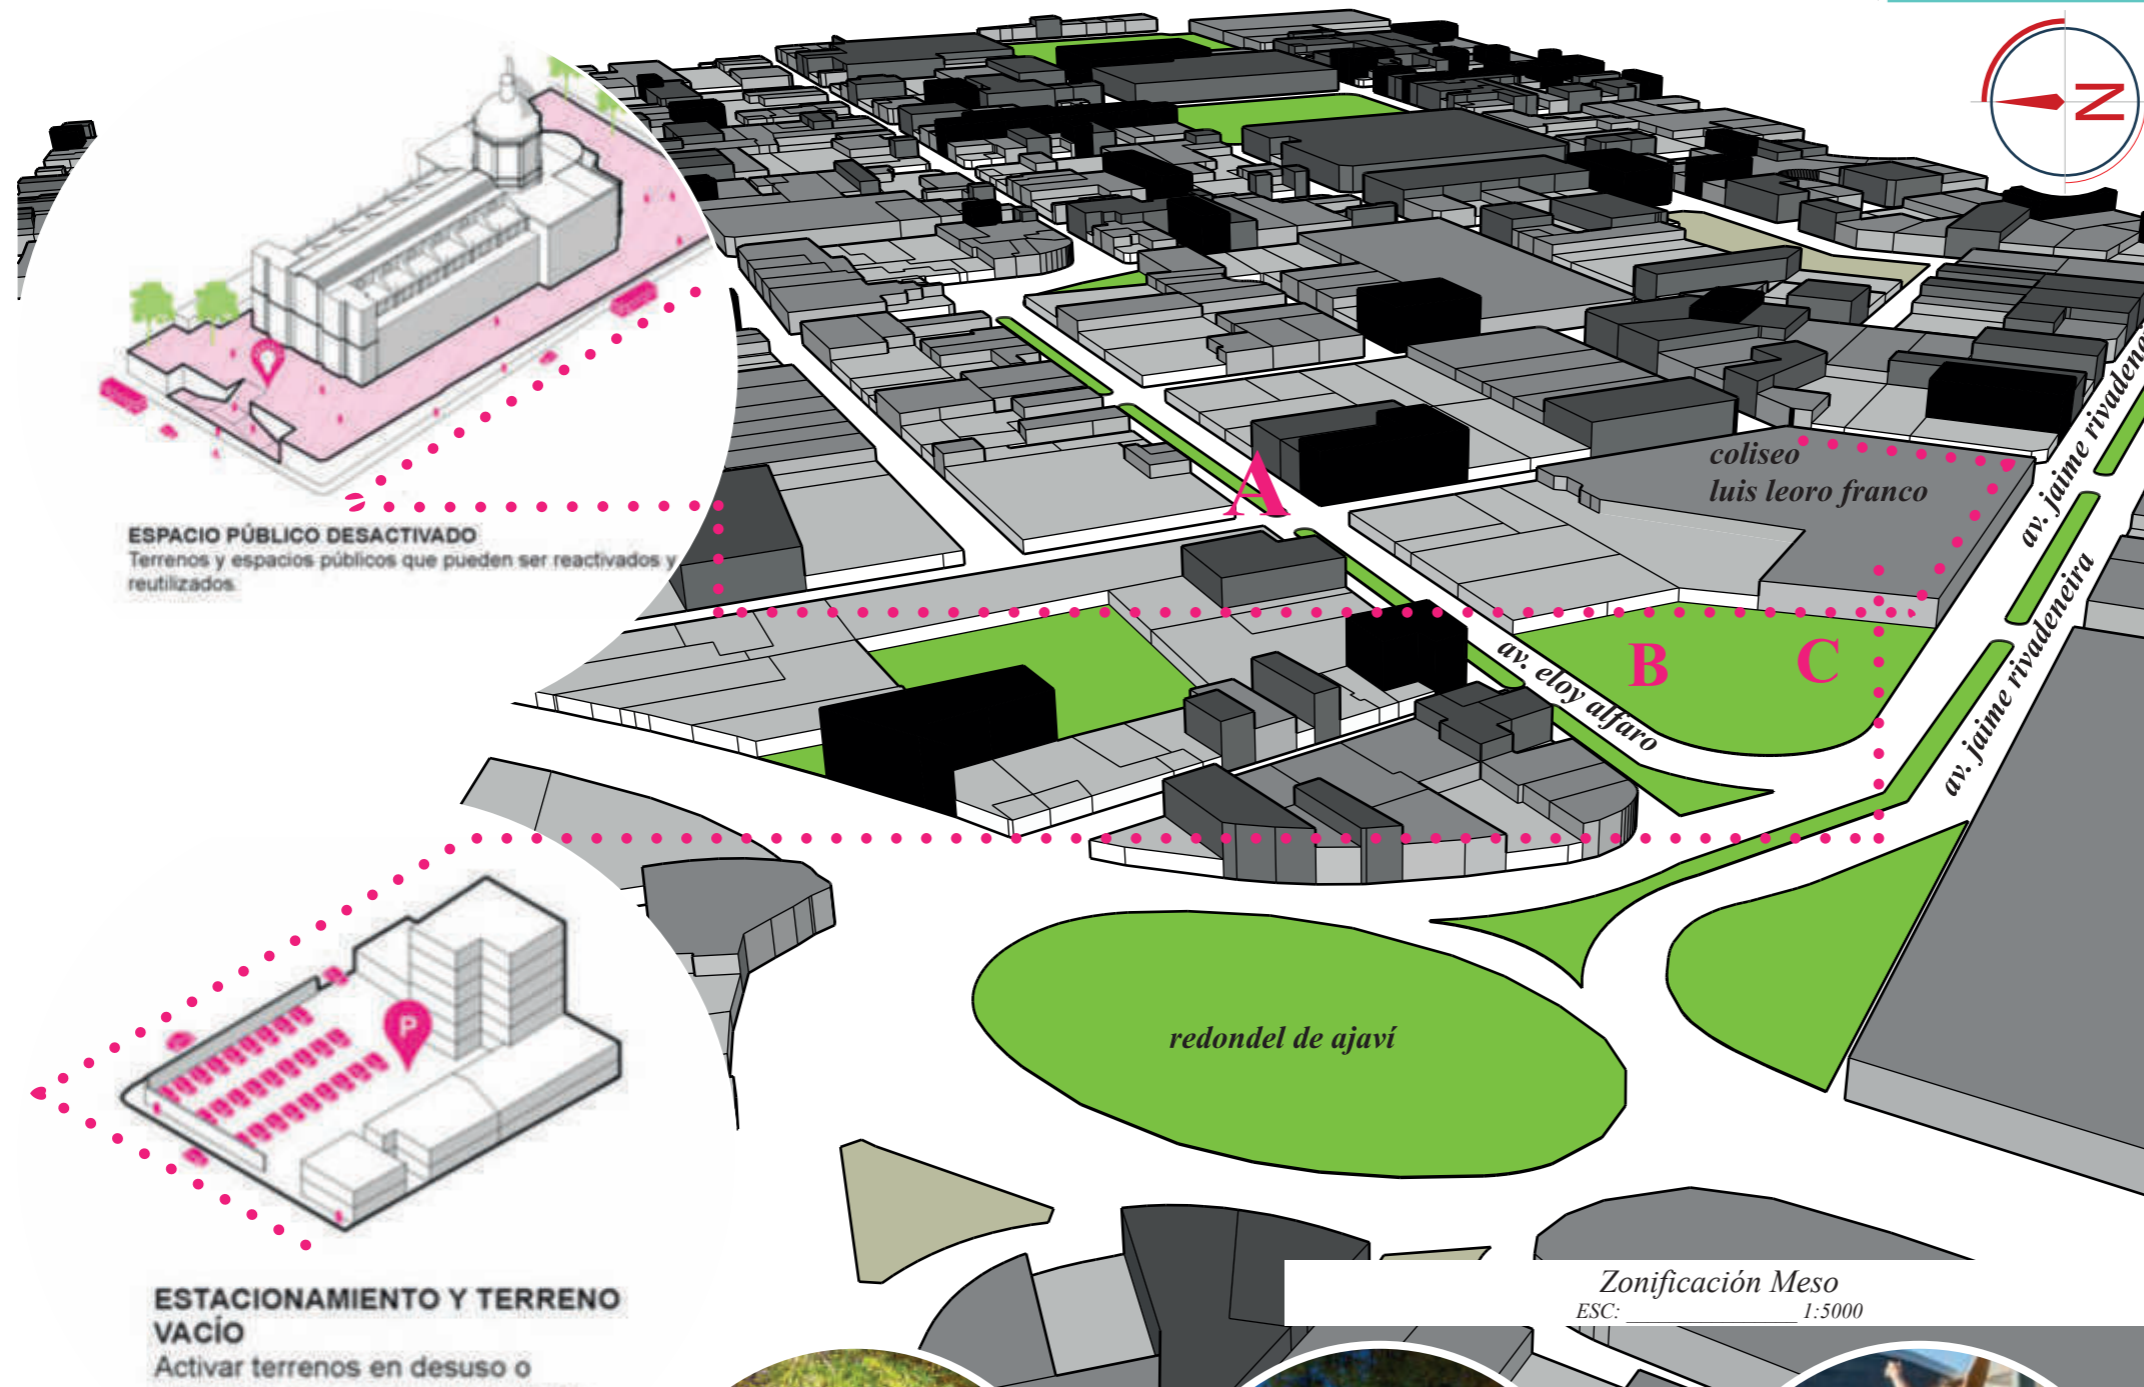 N
ESPACIO PÚBLICO DESACTIVADO
Terrenos y espacios públicos que pueden ser reactivados y
reutilizados.
coliseo
luis leoro franco
A
B
C
av. eloy alfaro
av. jaime rivadeneira
av. jaime
redondel de ajaví
P
ESTACIONAMIENTO Y TERRENO
VACÍO
Activar terrenos en desuso o
Zonificación Meso
ESC: ____________ 1:5000